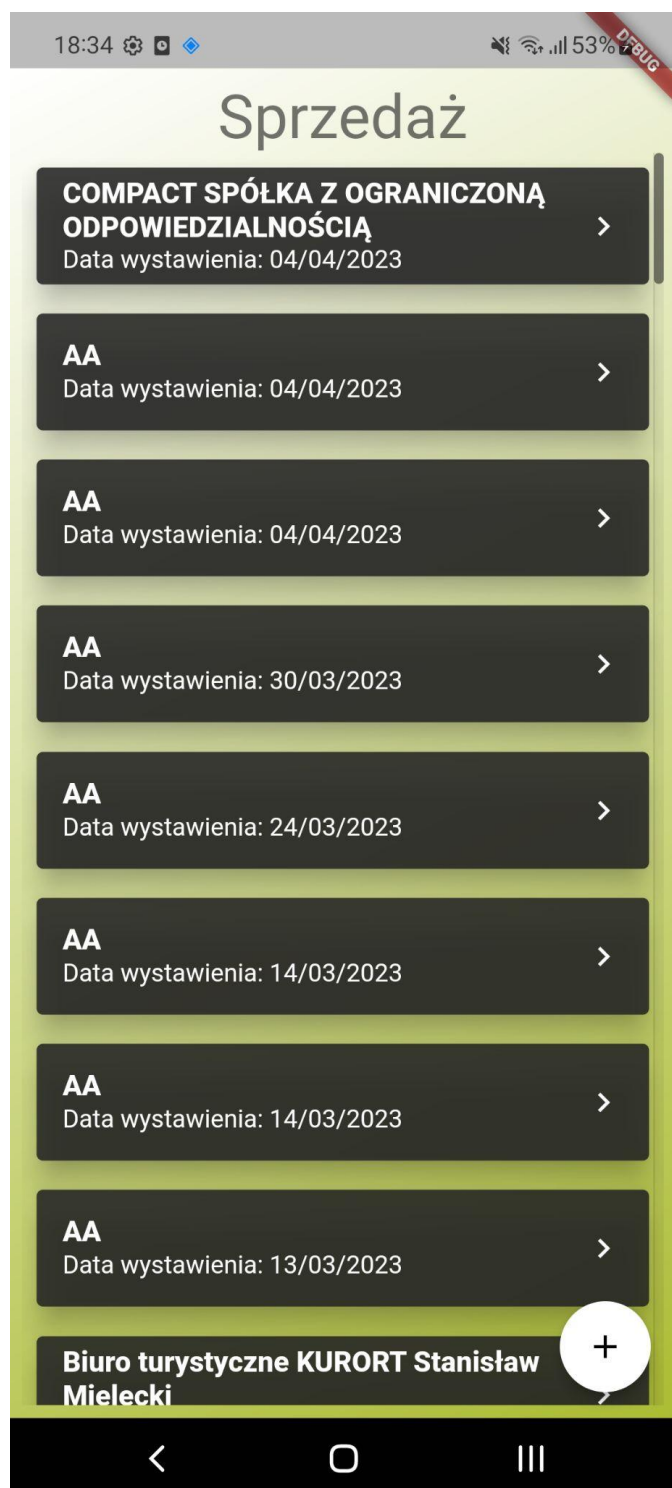 18:34
53%
DEBUG
Sprzedaż
COMPACT SPÓŁKA Z OGRANICZONĄ
ODPOWIEDZIALNOŚCIĄ
Data wystawienia: 04/04/2023
AA
Data wystawienia: 04/04/2023
AA
Data wystawienia: 04/04/2023
AA
Data wystawienia: 30/03/2023
AA
Data wystawienia: 24/03/2023
AA
Data wystawienia: 14/03/2023
AA
Data wystawienia: 14/03/2023
AA
Data wystawienia: 13/03/2023
Biuro turystyczne KURORT Stanisław
Mielecki